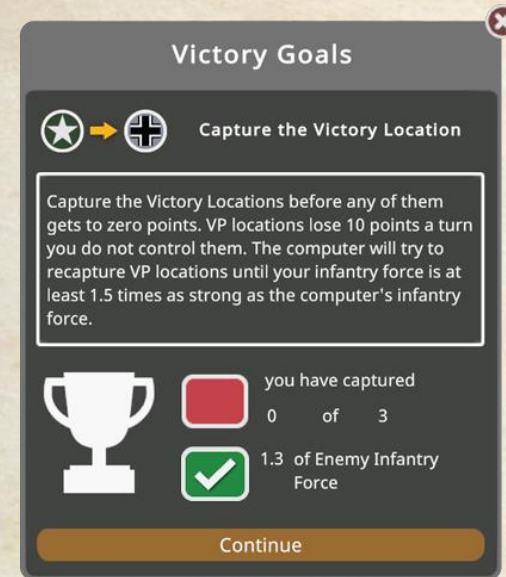 Victory Goals
Capture the Victory Location
Capture the Victory Locations before any of them
gets to zero points. VP locations lose 10 points a turn
you do not control them. The computer will try to
recapture VP locations until your infantry force is at
least 1.5 times as strong as the computer's infantry
force.
you have captured
0 of 3
1.3 of Enemy Infantry
Force
Continue